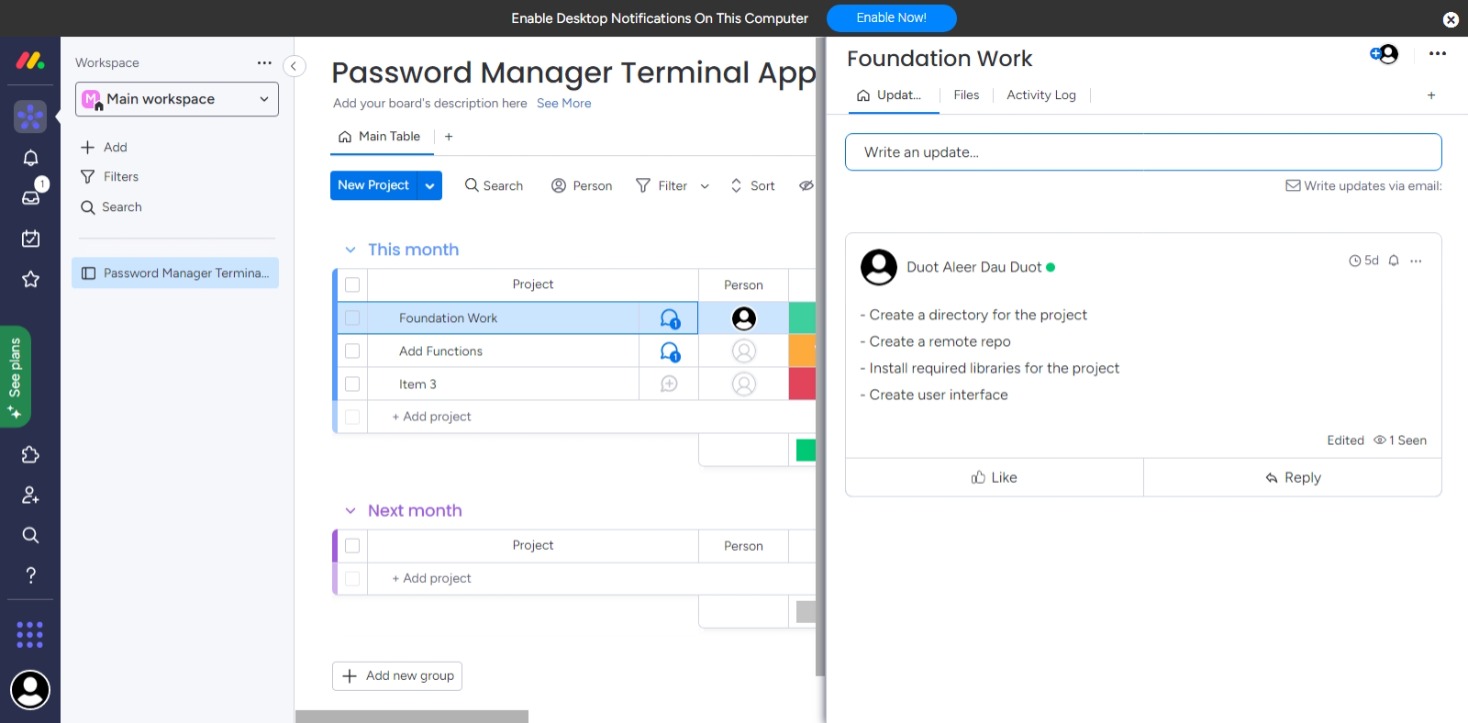 Enable Desktop Notifications On This Computer
Enable Now!
Workspace
M
Main workspace
Add
Filters
Search
Password Manager Termina...
1
See plans
Password Manager Terminal App
Add your board's description here See More
Main Table
New Project
Search
Person
Filter
Sort
This month
Project Person
Foundation Work 1
Add Functions 1
Item 3
+ Add project
Next month
Project Person
+ Add project
Add new group
Foundation Work
Updat...
Files
Activity Log
Write an update...
Write updates via email:
Duot Aleer Dau Duot
5d
- Create a directory for the project
- Create a remote repo
- Install required libraries for the project
- Create user interface
Edited 1 Seen
Like
Reply